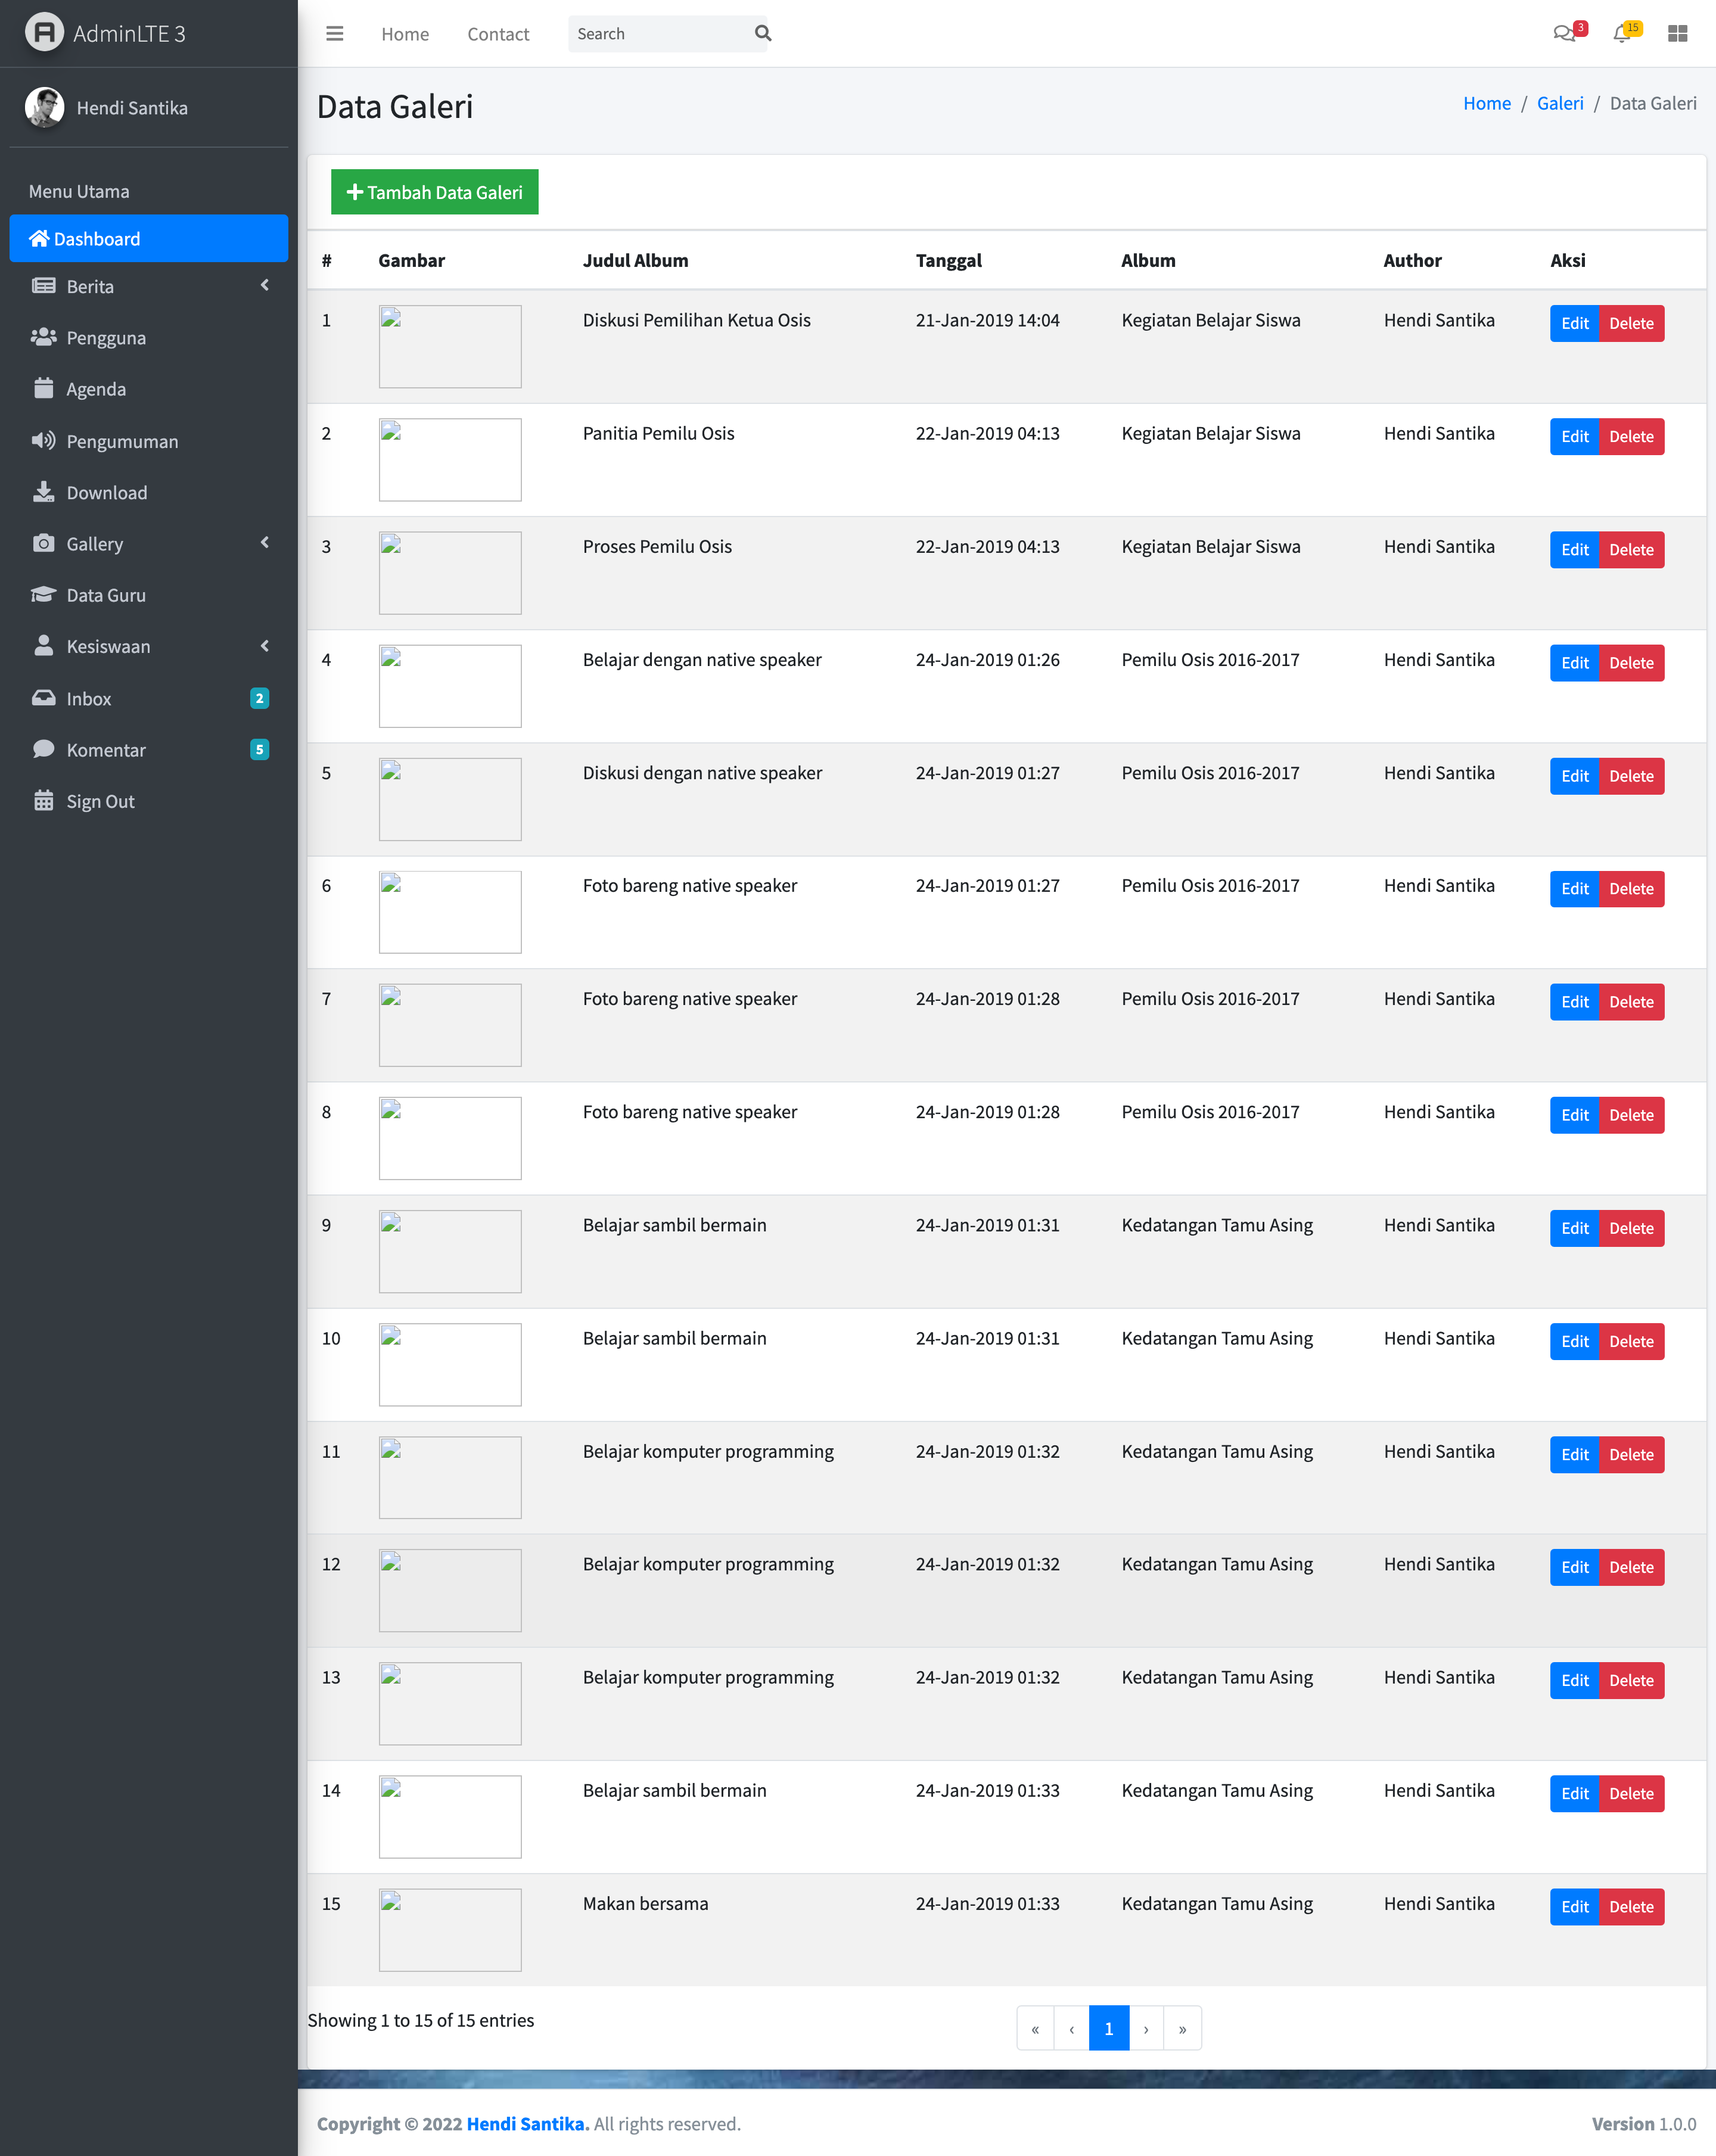 AdminLTE 3
Home
Contact
Search
3
15
Hendi Santika
Data Galeri
Home / Galeri / Data Galeri
Menu Utama
Dashboard
Berita
Pengguna
Agenda
Pengumuman
Download
Gallery
Data Guru
Kesiswaan
Inbox 2
Komentar 5
Sign Out
Tambah Data Galeri
# Gambar Judul Album Tanggal Album Author Aksi
1 Diskusi Pemilihan Ketua Osis 21-Jan-2019 14:04 Kegiatan Belajar Siswa Hendi Santika Edit Delete
2 Panitia Pemilu Osis 22-Jan-2019 04:13 Kegiatan Belajar Siswa Hendi Santika Edit Delete
3 Proses Pemilu Osis 22-Jan-2019 04:13 Kegiatan Belajar Siswa Hendi Santika Edit Delete
4 Belajar dengan native speaker 24-Jan-2019 01:26 Pemilu Osis 2016-2017 Hendi Santika Edit Delete
5 Diskusi dengan native speaker 24-Jan-2019 01:27 Pemilu Osis 2016-2017 Hendi Santika Edit Delete
6 Foto bareng native speaker 24-Jan-2019 01:27 Pemilu Osis 2016-2017 Hendi Santika Edit Delete
7 Foto bareng native speaker 24-Jan-2019 01:28 Pemilu Osis 2016-2017 Hendi Santika Edit Delete
8 Foto bareng native speaker 24-Jan-2019 01:28 Pemilu Osis 2016-2017 Hendi Santika Edit Delete
9 Belajar sambil bermain 24-Jan-2019 01:31 Kedatangan Tamu Asing Hendi Santika Edit Delete
10 Belajar sambil bermain 24-Jan-2019 01:31 Kedatangan Tamu Asing Hendi Santika Edit Delete
11 Belajar komputer programming 24-Jan-2019 01:32 Kedatangan Tamu Asing Hendi Santika Edit Delete
12 Belajar komputer programming 24-Jan-2019 01:32 Kedatangan Tamu Asing Hendi Santika Edit Delete
13 Belajar komputer programming 24-Jan-2019 01:32 Kedatangan Tamu Asing Hendi Santika Edit Delete
14 Belajar sambil bermain 24-Jan-2019 01:33 Kedatangan Tamu Asing Hendi Santika Edit Delete
15 Makan bersama 24-Jan-2019 01:33 Kedatangan Tamu Asing Hendi Santika Edit Delete
Showing 1 to 15 of 15 entries
« ‹ 1 › »
Copyright © 2022 Hendi Santika. All rights reserved.
Version 1.0.0